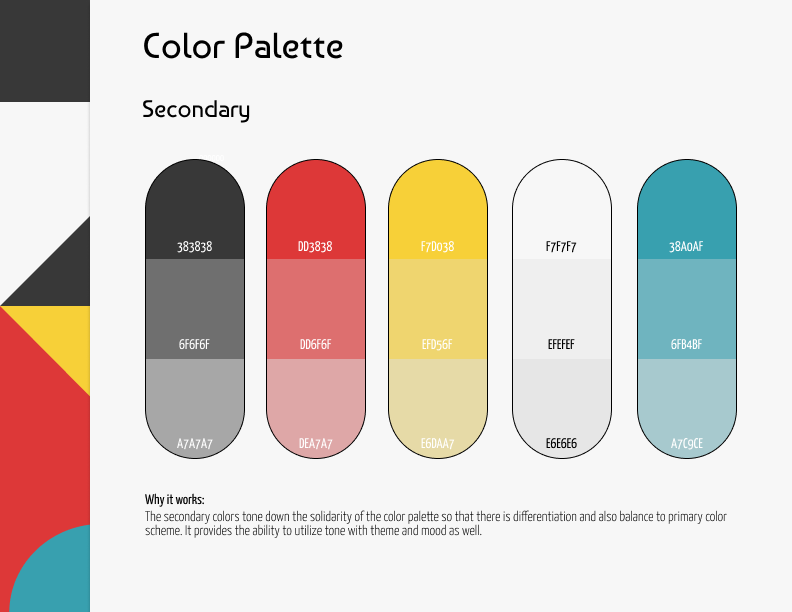 Color Palette
Secondary
383838 DD3838 F7D038 F7F7F7 38A0AF
6F6F6F DD6F6F EFD56F EFEFEF 6FB4BF
A7A7A7 DEA7A7 E6DAA7 E6E6E6 A7C9CE
Why it works:
The secondary colors tone down the solidarity of the color palette so that there is differentiation and also balance to primary color
scheme. It provides the ability to utilize tone with theme and mood as well.